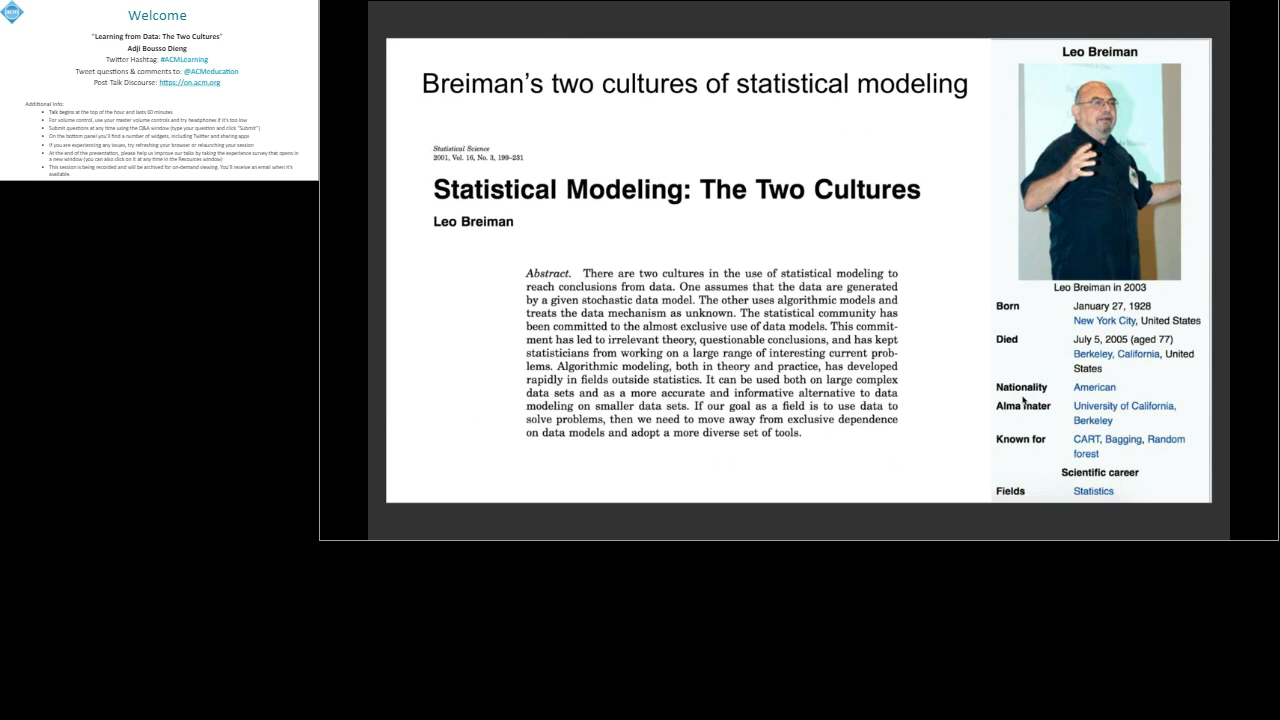 acm
Welcome
"Learning from Data: The Two Cultures"
Adji Bousso Dieng
Twitter Hashtag: #ACMLearning
Tweet questions & comments to: @ACMeducation
Post-Talk Discourse: https://on.acm.org
Additional Info:
• Talk begins at the top of the hour and lasts 60 minutes
• For volume control, use your master volume controls and try headphones if it's too low
• Submit questions at any time using the Q&A window (type your question and click "Submit")
• On the bottom panel you'll find a number of widgets, including Twitter and sharing apps
• If you are experiencing any issues, try refreshing your browser or relaunching your session
• At the end of the presentation, please help us improve our talks by taking the experience survey that opens in
a new window (you can also click on it at any time in the Resources window)
• This session is being recorded and will be archived for on-demand viewing. You'll receive an email when it's
available.
Breiman's two cultures of statistical modeling
Statistical Science
2001, Vol. 16, No. 3, 199–231
Statistical Modeling: The Two Cultures
Leo Breiman
Abstract. There are two cultures in the use of statistical modeling to
reach conclusions from data. One assumes that the data are generated
by a given stochastic data model. The other uses algorithmic models and
treats the data mechanism as unknown. The statistical community has
been committed to the almost exclusive use of data models. This commit-
ment has led to irrelevant theory, questionable conclusions, and has kept
statisticians from working on a large range of interesting current prob-
lems. Algorithmic modeling, both in theory and practice, has developed
rapidly in fields outside statistics. It can be used both on large complex
data sets and as a more accurate and informative alternative to data
modeling on smaller data sets. If our goal as a field is to use data to
solve problems, then we need to move away from exclusive dependence
on data models and adopt a more diverse set of tools.
Leo Breiman
Leo Breiman in 2003
Born January 27, 1928
New York City, United States
Died July 5, 2005 (aged 77)
Berkeley, California, United
States
Nationality American
Alma mater University of California,
Berkeley
Known for CART, Bagging, Random
forest
Scientific career
Fields Statistics